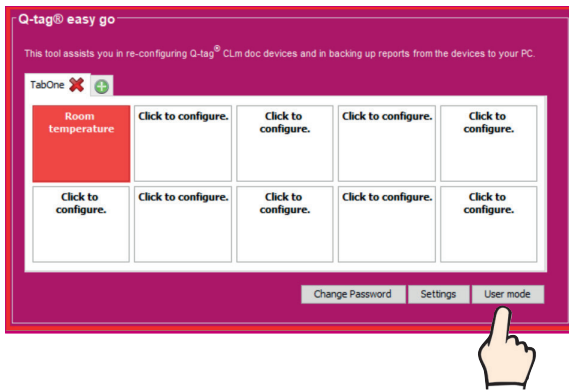 Q-tag® easy go
This tool assists you in re-configuring Q-tag® CLm doc devices and in backing up reports from the devices to your PC.
TabOne
Room
temperature
Click to configure.
Click to
configure.
Click to configure.
Click to
configure.
Click to
configure.
Click to configure.
Click to
configure.
Click to configure.
Click to
configure.
Change Password Settings User mode